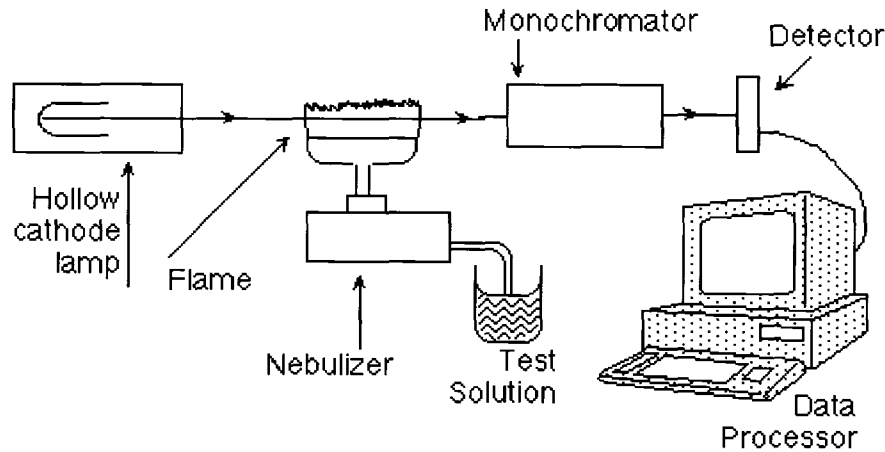 Monochromator
Detector
Hollow
cathode
lamp
Flame
Nebulizer
Test
Solution
Data
Processor